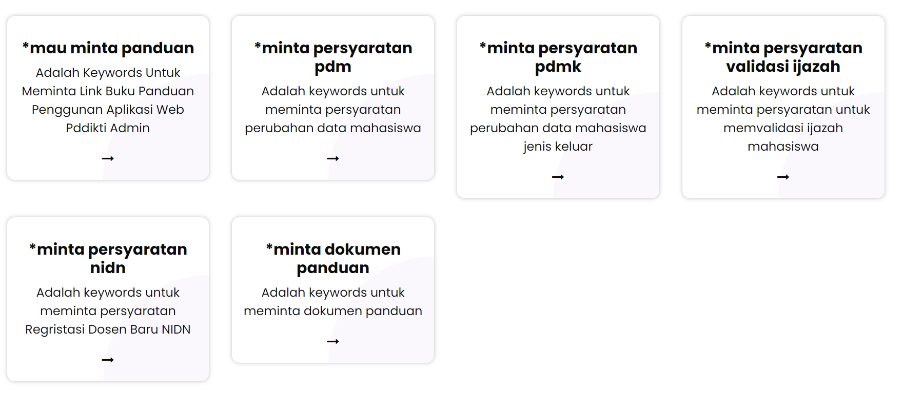 *mau minta panduan
Adalah Keywords Untuk
Meminta Link Buku Panduan
Penggunan Aplikasi Web
Pddikti Admin
*minta persyaratan
pdm
Adalah keywords untuk
meminta persyaratan
perubahan data mahasiswa
*minta persyaratan
pdmk
Adalah keywords untuk
meminta persyaratan
perubahan data mahasiswa
jenis keluar
*minta persyaratan
validasi ijazah
Adalah keywords untuk
meminta persyaratan untuk
memvalidasi ijazah
mahasiswa
*minta persyaratan
nidn
Adalah keywords untuk
meminta persyaratan
Regristasi Dosen Baru NIDN
*minta dokumen
panduan
Adalah keywords untuk
meminta dokumen panduan